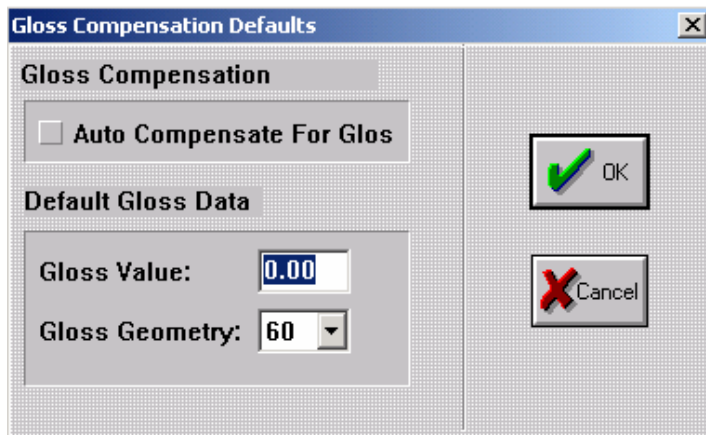 Gloss Compensation Defaults
Gloss Compensation
Auto Compensate For Glos
OK
Default Gloss Data
Gloss Value: 0.00
Cancel
Gloss Geometry: 60